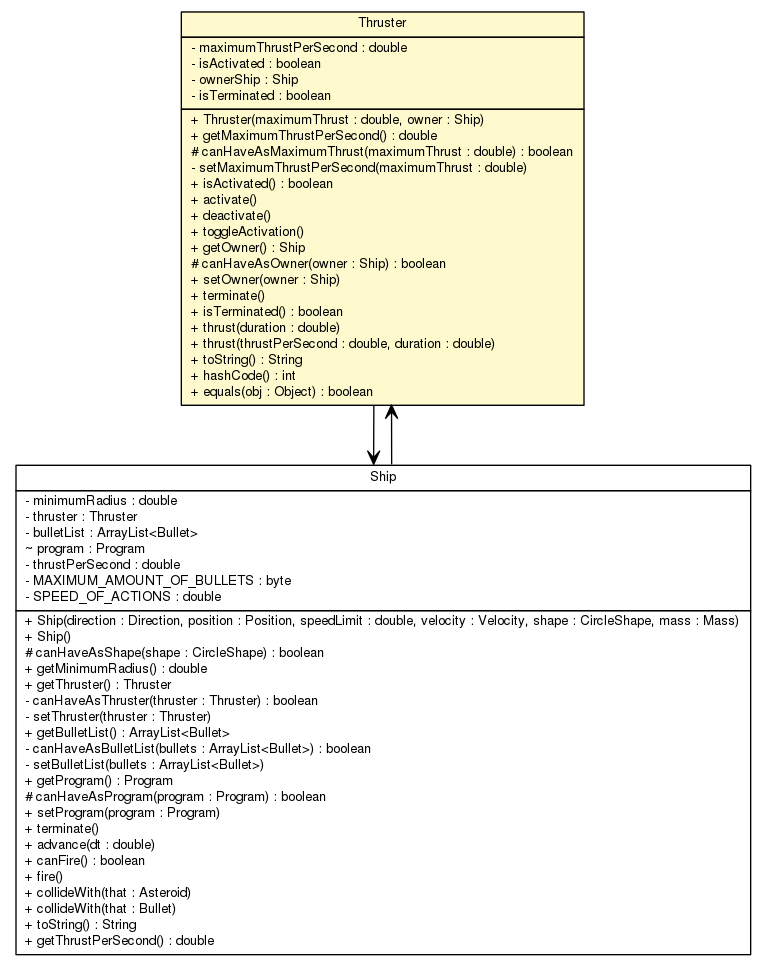 Thruster
- maximumThrustPerSecond : double
- isActivated : boolean
- ownerShip : Ship
- isTerminated : boolean
+ Thruster(maximumThrust : double, owner : Ship)
+ getMaximumThrustPerSecond() : double
# canHaveAsMaximumThrust(maximumThrust : double) : boolean
- setMaximumThrustPerSecond(maximumThrust : double)
+ isActivated() : boolean
+ activate()
+ deactivate()
+ toggleActivation()
+ getOwner() : Ship
# canHaveAsOwner(owner : Ship) : boolean
+ setOwner(owner : Ship)
+ terminate()
+ isTerminated() : boolean
+ thrust(duration : double)
+ thrust(thrustPerSecond : double, duration : double)
+ toString() : String
+ hashCode() : int
+ equals(obj : Object) : boolean
Ship
- minimumRadius : double
- thruster : Thruster
- bulletList : ArrayList<Bullet>
~ program : Program
- thrustPerSecond : double
- MAXIMUM_AMOUNT_OF_BULLETS : byte
- SPEED_OF_ACTIONS : double
+ Ship(direction : Direction, position : Position, speedLimit : double, velocity : Velocity, shape : CircleShape, mass : Mass)
+ Ship()
# canHaveAsShape(shape : CircleShape) : boolean
+ getMinimumRadius() : double
+ getThruster() : Thruster
- canHaveAsThruster(thruster : Thruster) : boolean
- setThruster(thruster : Thruster)
+ getBulletList() : ArrayList<Bullet>
- canHaveAsBulletList(bullets : ArrayList<Bullet>) : boolean
- setBulletList(bullets : ArrayList<Bullet>)
+ getProgram() : Program
# canHaveAsProgram(program : Program) : boolean
+ setProgram(program : Program)
+ terminate()
+ advance(dt : double)
+ canFire() : boolean
+ fire()
+ collideWith(that : Asteroid)
+ collideWith(that : Bullet)
+ toString() : String
+ getThrustPerSecond() : double